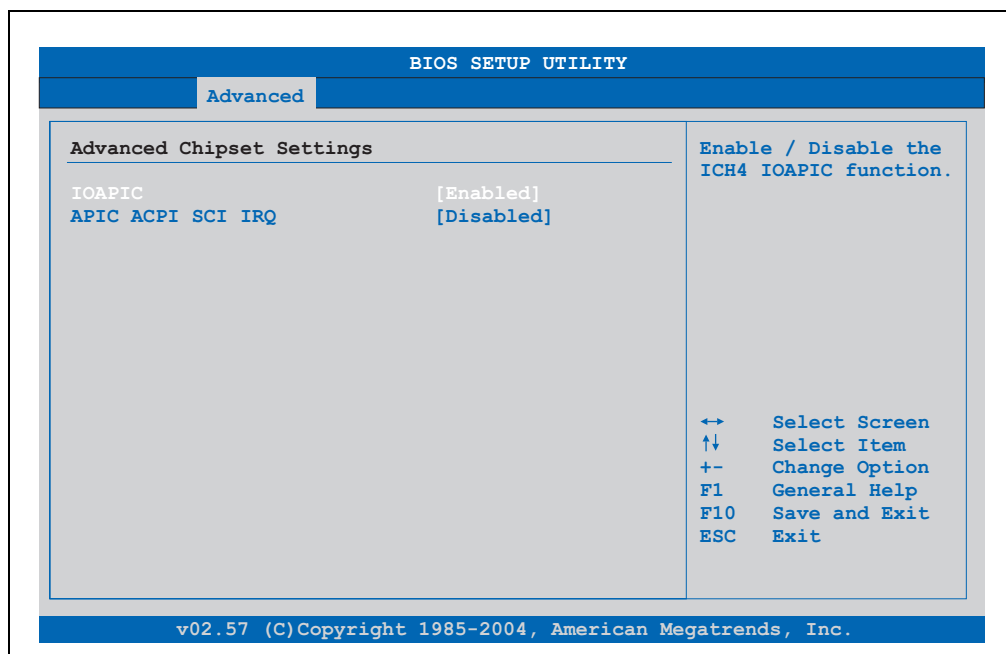 BIOS SETUP UTILITY
Advanced
Advanced Chipset Settings
IOAPIC [Enabled]
APIC ACPI SCI IRQ [Disabled]
Enable / Disable the
ICH4 IOAPIC function.
↔ Select Screen
↑↓ Select Item
+- Change Option
F1 General Help
F10 Save and Exit
ESC Exit
v02.57 (C)Copyright 1985-2004, American Megatrends, Inc.